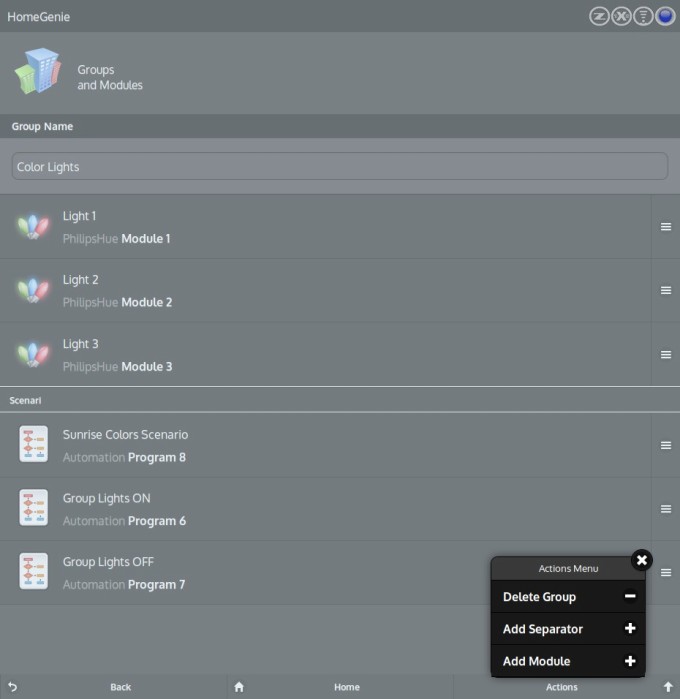 HomeGenie
Groups
and Modules
Group Name
Color Lights
Light 1
PhilipsHue Module 1
Light 2
PhilipsHue Module 2
Light 3
PhilipsHue Module 3
Scenari
Sunrise Colors Scenario
Automation Program 8
Group Lights ON
Automation Program 6
Group Lights OFF
Automation Program 7
Actions Menu
Delete Group
Add Separator
Add Module
Back Home Actions